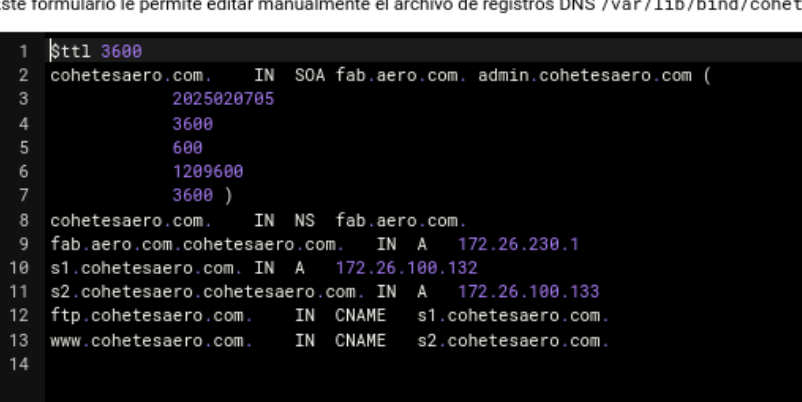 ste formulario le permite editar manualmente el archivo de registros DNS /var/lib/bind/cohet
1 $ttl 3600
2 cohetesaero.com. IN SOA fab.aero.com. admin.cohetesaero.com (
3 2025020705
4 3600
5 600
6 1209600
7 3600 )
8 cohetesaero.com. IN NS fab.aero.com.
9 fab.aero.com.cohetesaero.com. IN A 172.26.230.1
10 s1.cohetesaero.com. IN A 172.26.100.132
11 s2.cohetesaero.cohetesaero.com. IN A 172.26.100.133
12 ftp.cohetesaero.com. IN CNAME s1.cohetesaero.com.
13 www.cohetesaero.com. IN CNAME s2.cohetesaero.com.
14